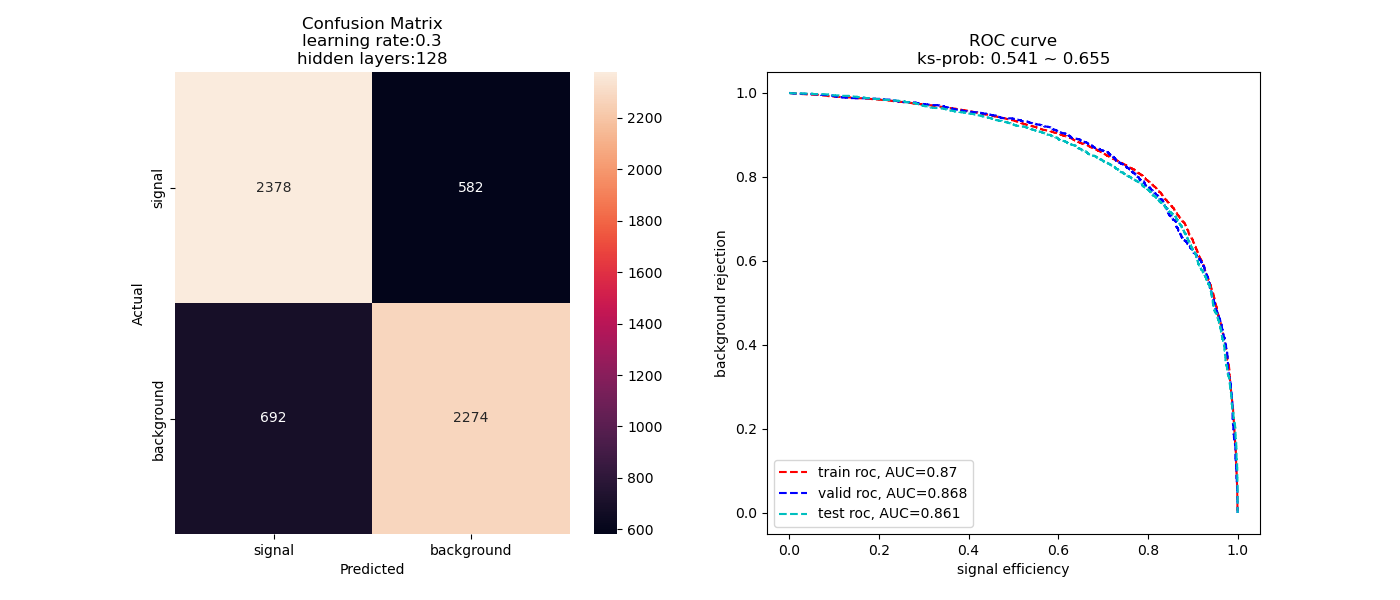 Confusion Matrix
learning rate:0.3
hidden layers:128
signal
background
Actual
2378
582
692
2274
signal
background
Predicted
2200
2000
1800
1600
1400
1200
1000
800
600
ROC curve
ks-prob: 0.541 ~ 0.655
background rejection
1.0
0.8
0.6
0.4
0.2
0.0
train roc, AUC=0.87
valid roc, AUC=0.868
test roc, AUC=0.861
0.0
0.2
0.4
0.6
0.8
1.0
signal efficiency